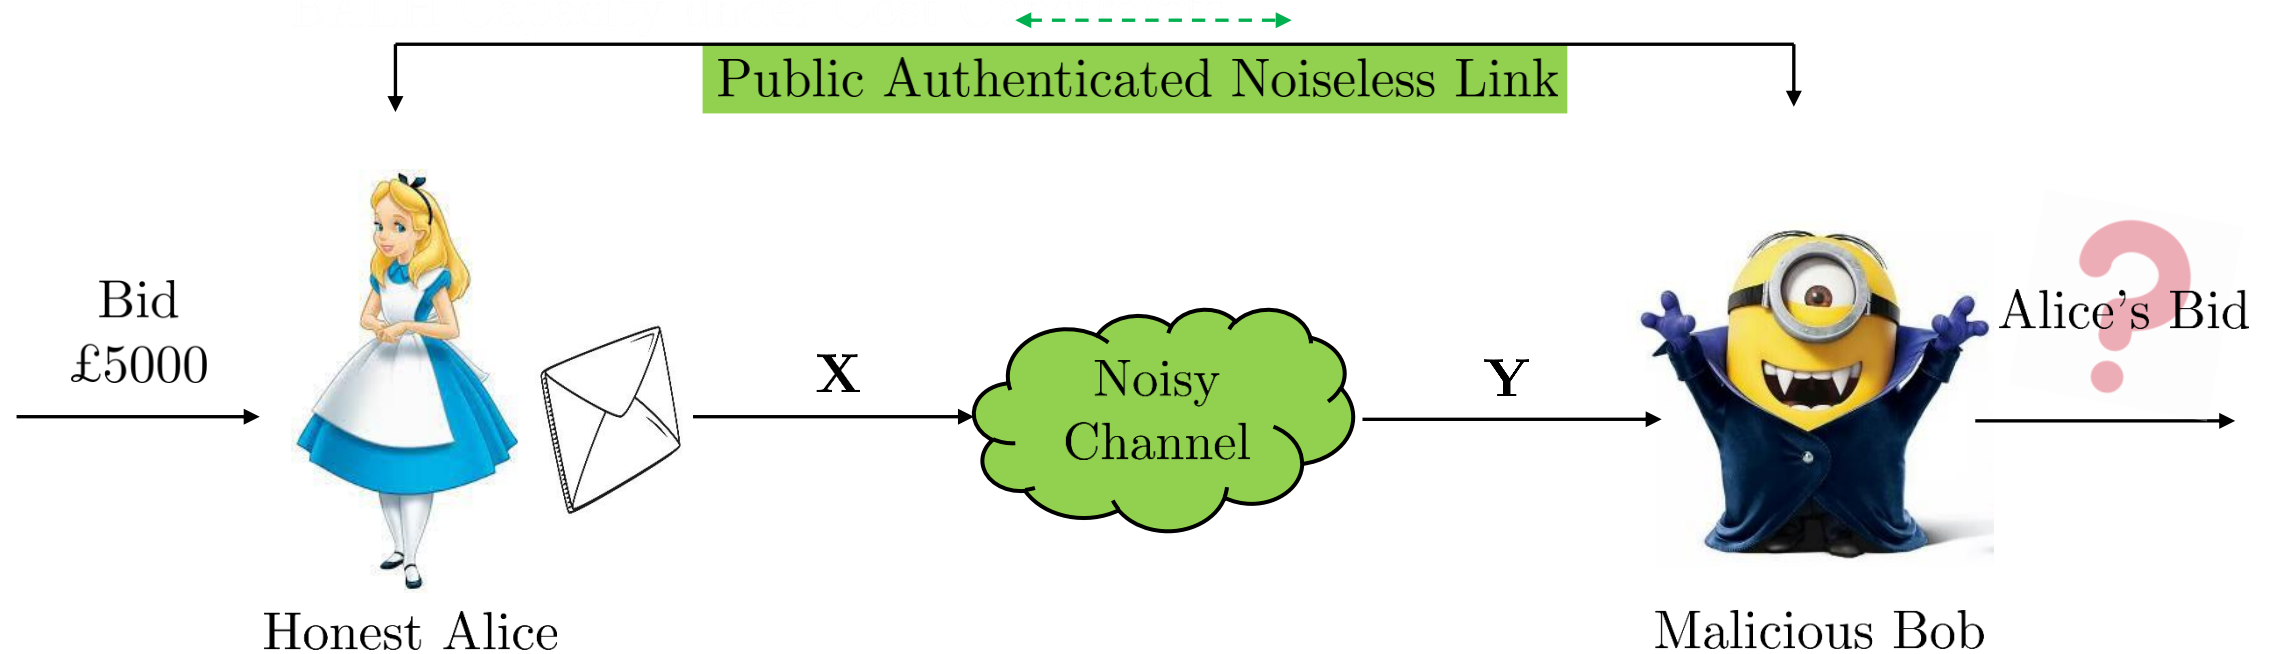 Public Authenticated Noiseless Link
Bid
£5000
X
Noisy
Channel
Y
Alice's Bid
?
Honest Alice
Malicious Bob